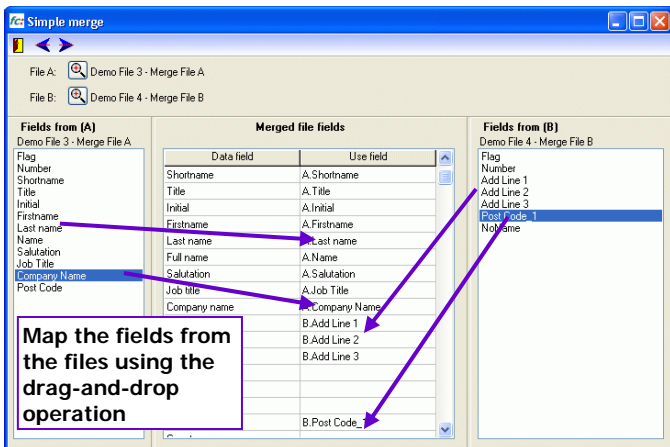 fc: Simple merge
File A: Demo File 3 - Merge File A
File B: Demo File 4 - Merge File B
Fields from (A)
Demo File 3 - Merge File A
Flag
Number
Shortname
Title
Initial
Firstname
Last name
Name
Salutation
Job Title
Company Name
Post Code
Merged file fields
Data field Use field
Shortname A.Shortname
Title A.Title
Initial A.Initial
Firstname A.Firstname
Last name A.Last name
Full name A.Name
Salutation A.Salutation
Job title A.Job Title
Company name A.Company Name
B.Add Line 1
B.Add Line 2
B.Add Line 3
B.Post Code_1
Fields from (B)
Demo File 4 - Merge File B
Flag
Number
Add Line 1
Add Line 2
Add Line 3
Post Code_1
NoName
Map the fields from
the files using the
drag-and-drop
operation